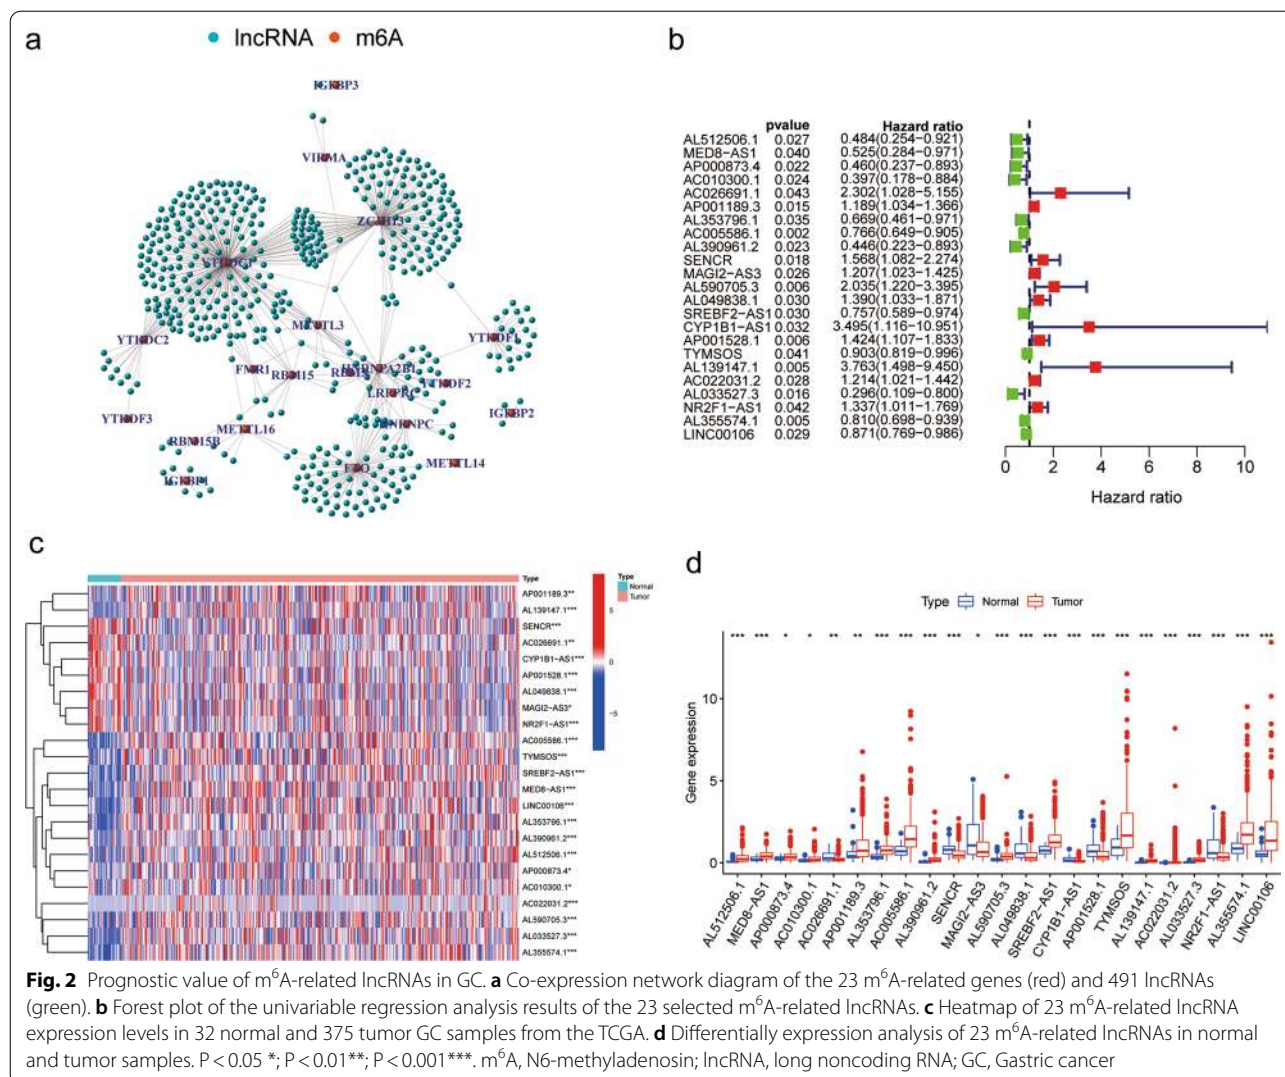 a
lncRNA m6A
IGFBP3
VIRMA
ZC3H13
YTHDC1
METTL3
YTHDC2
YTHDF1
FMR1
RBM15
HNRNPA2B1
YTHDF2
LRPPRC
YTHDF3
IGFBP2
METTL16
HNRNPC
RBM15B
METTL14
FTO
IGFBP1
b
pvalue Hazard ratio
AL512506.1 0.027 0.484(0.254−0.921)
MED8−AS1 0.040 0.525(0.284−0.971)
AP000873.4 0.022 0.460(0.237−0.893)
AC010300.1 0.024 0.397(0.178−0.884)
AC026691.1 0.043 2.302(1.028−5.155)
AP001189.3 0.015 1.189(1.034−1.366)
AL353796.1 0.035 0.669(0.461−0.971)
AC005586.1 0.002 0.766(0.649−0.905)
AL390961.2 0.023 0.446(0.223−0.893)
SENCR 0.018 1.568(1.082−2.274)
MAGI2−AS3 0.026 1.207(1.023−1.425)
AL590705.3 0.006 2.035(1.220−3.395)
AL049838.1 0.030 1.390(1.033−1.871)
SREBF2−AS1 0.030 0.757(0.589−0.974)
CYP1B1−AS1 0.032 3.495(1.116−10.951)
AP001528.1 0.006 1.424(1.107−1.833)
TYMSOS 0.041 0.903(0.819−0.996)
AL139147.1 0.005 3.763(1.498−9.450)
AC022031.2 0.028 1.214(1.021−1.442)
AL033527.3 0.016 0.296(0.109−0.800)
NR2F1−AS1 0.042 1.337(1.011−1.769)
AL355574.1 0.005 0.810(0.698−0.939)
LINC00106 0.029 0.871(0.769−0.986)
0 2 4 6 8 10
Hazard ratio
c
Type
AP001189.3**
AL139147.1***
SENCR***
AC026691.1**
CYP1B1−AS1***
AP001528.1***
AL049838.1***
MAGI2−AS3*
NR2F1−AS1***
AC005586.1***
TYMSOS***
SREBF2−AS1***
MED8−AS1***
LINC00106***
AL353796.1***
AL390961.2***
AL512506.1***
AP000873.4*
AC010300.1*
AC022031.2***
AL590705.3***
AL033527.3***
AL355574.1***
5
0
−5
Type
Normal
Tumor
d
Type Normal Tumor
*** *** * * ** ** *** *** *** *** * *** *** *** *** *** *** *** *** *** *** *** ***
Gene expression
10
5
0
AL512506.1 MED8−AS1 AP000873.4 AC010300.1 AC026691.1 AP001189.3 AL353796.1 AC005586.1 AL390961.2 SENCR MAGI2−AS3 AL590705.3 AL049838.1 SREBF2−AS1 CYP1B1−AS1 AP001528.1 TYMSOS AL139147.1 AC022031.2 AL033527.3 NR2F1−AS1 AL355574.1 LINC00106
Fig. 2 Prognostic value of m⁶A-related lncRNAs in GC. a Co-expression network diagram of the 23 m⁶A-related genes (red) and 491 lncRNAs
(green). b Forest plot of the univariable regression analysis results of the 23 selected m⁶A-related lncRNAs. c Heatmap of 23 m⁶A-related lncRNA
expression levels in 32 normal and 375 tumor GC samples from the TCGA. d Differentially expression analysis of 23 m⁶A-related lncRNAs in normal
and tumor samples. P < 0.05 *; P < 0.01**; P < 0.001***. m⁶A, N6-methyladenosin; lncRNA, long noncoding RNA; GC, Gastric cancer